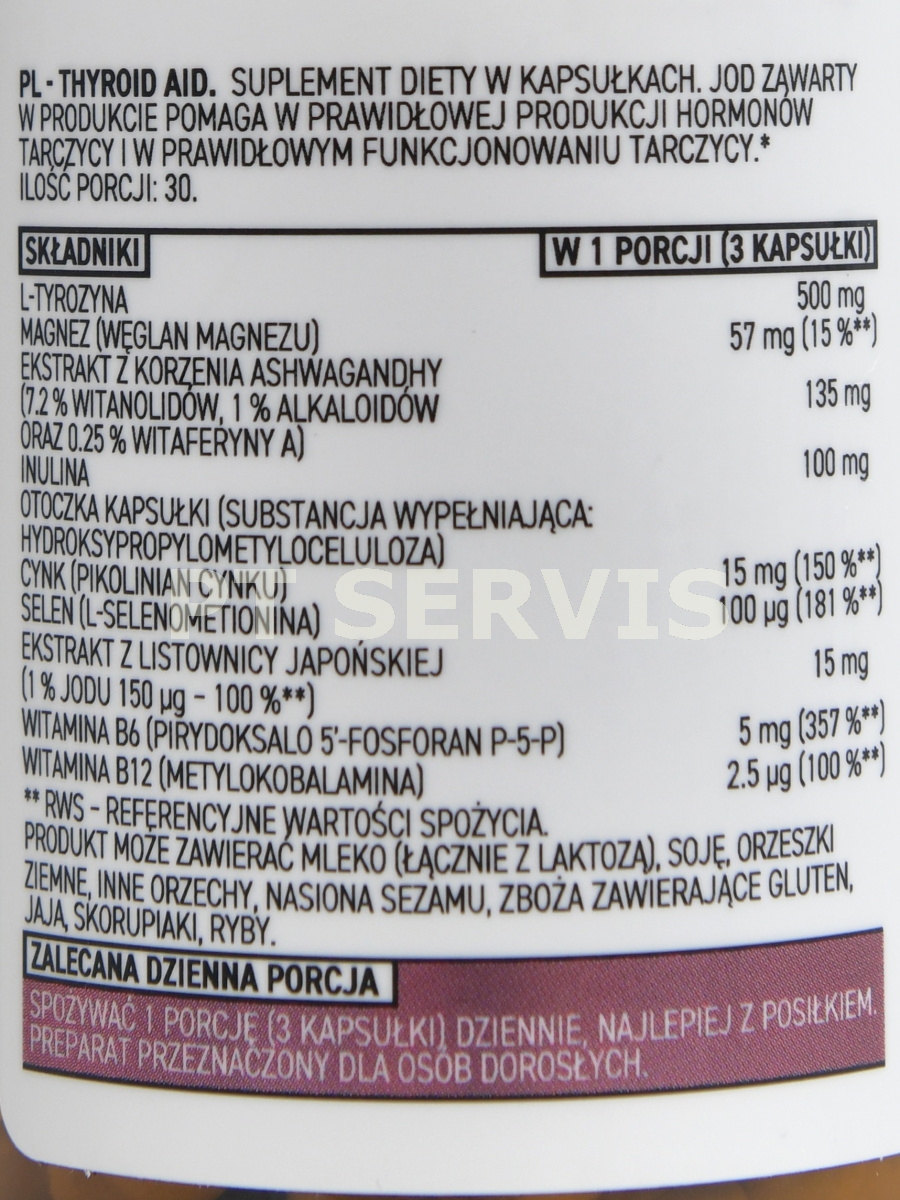 PL - THYROID AID. SUPLEMENT DIETY W KAPSUŁKACH. JOD ZAWARTY
W PRODUKCIE POMAGA W PRAWIDŁOWEJ PRODUKCJI HORMONÓW
TARCZYCY I W PRAWIDŁOWYM FUNKCJONOWANIU TARCZYCY.*
ILOŚĆ PORCJI: 30.
SKŁADNIKI W 1 PORCJI (3 KAPSUŁKI)
L-TYROZYNA 500 mg
MAGNEZ (WĘGLAN MAGNEZU) 57 mg (15 %**)
EKSTRAKT Z KORZENIA ASHWAGANDHY
(7.2 % WITANOLIDÓW, 1 % ALKALOIDÓW 135 mg
ORAZ 0.25 % WITAFERYNY A)
INULINA 100 mg
OTOCZKA KAPSUŁKI (SUBSTANCJA WYPEŁNIAJĄCA:
HYDROKSYPROPYLOMETYLOCELULOZA)
CYNK (PIKOLINIAN CYNKU) 15 mg (150 %**)
SELEN (L-SELENOMETIONINA) 100 µg (181 %**)
PT SERVIS
EKSTRAKT Z LISTOWNICY JAPOŃSKIEJ 15 mg
(1 % JODU 150 µg - 100 %**)
WITAMINA B6 (PIRYDOKSALO 5'-FOSFORAN P-5-P) 5 mg (357 %**)
WITAMINA B12 (METYLOKOBALAMINA) 2.5 µg (100 %**)
** RWS - REFERENCYJNE WARTOŚCI SPOŻYCIA.
PRODUKT MOŻE ZAWIERAĆ MLEKO (ŁĄCZNIE Z LAKTOZĄ), SOJĘ, ORZESZKI
ZIEMNE, INNE ORZECHY, NASIONA SEZAMU, ZBOŻA ZAWIERAJĄCE GLUTEN,
JAJA, SKORUPIAKI, RYBY.
ZALECANA DZIENNA PORCJA
SPOŻYWAĆ 1 PORCJĘ (3 KAPSUŁKI) DZIENNIE, NAJLEPIEJ Z POSIŁKIEM.
PREPARAT PRZEZNACZONY DLA OSÓB DOROSŁYCH.